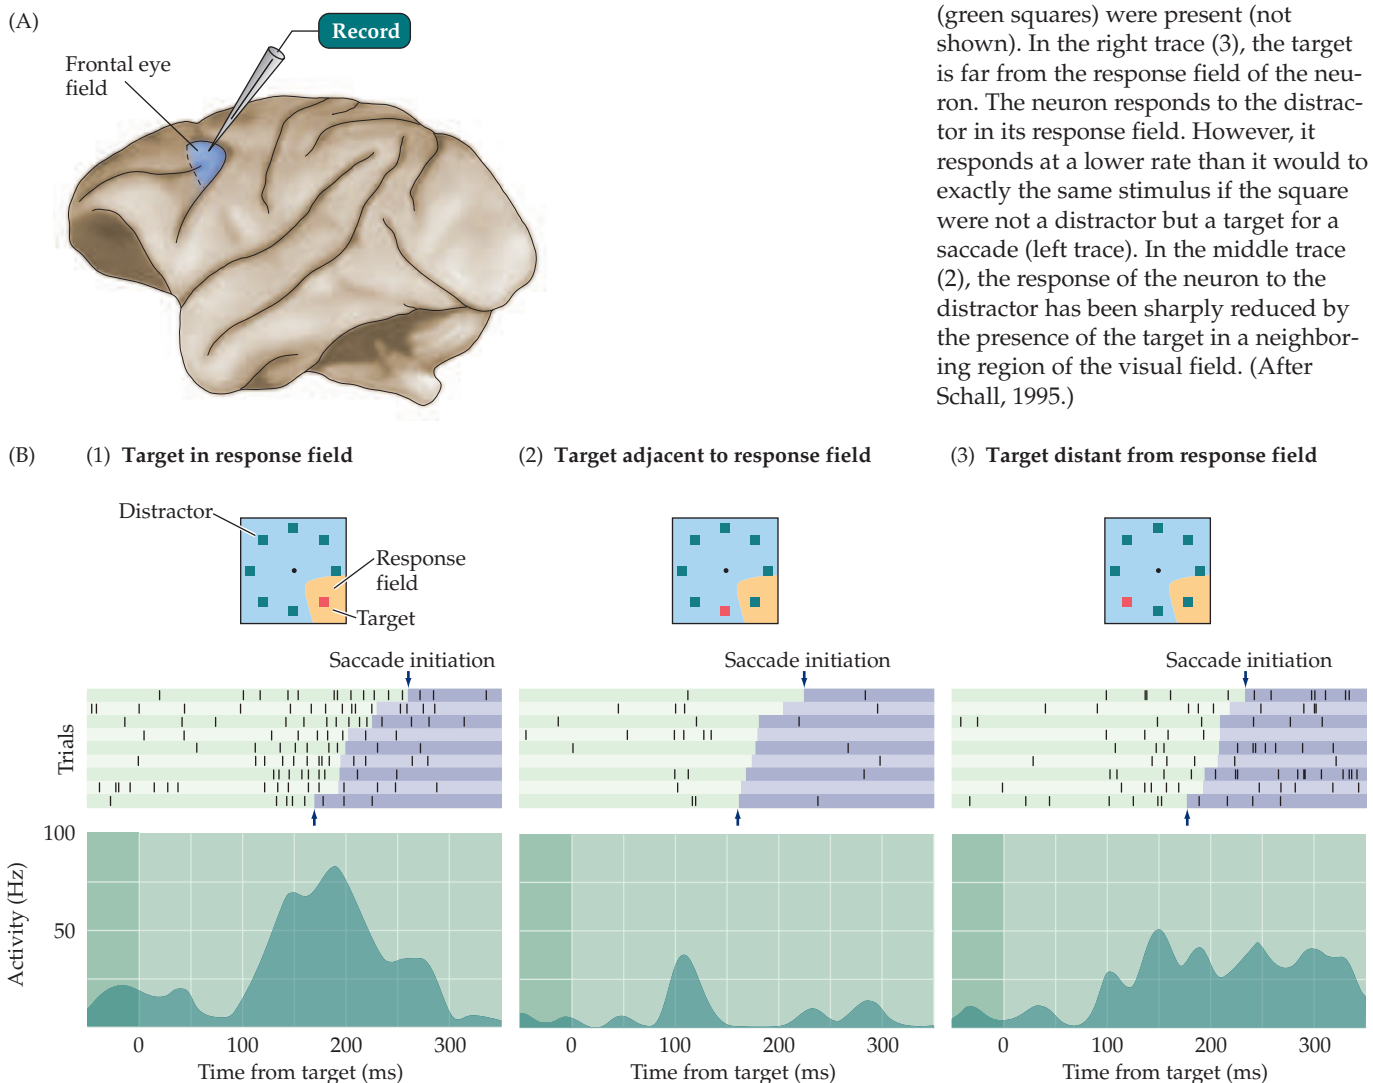 (A)
Record
Frontal eye
field
(green squares) were present (not
shown). In the right trace (3), the target
is far from the response field of the neu-
ron. The neuron responds to the distrac-
tor in its response field. However, it
responds at a lower rate than it would to
exactly the same stimulus if the square
were not a distractor but a target for a
saccade (left trace). In the middle trace
(2), the response of the neuron to the
distractor has been sharply reduced by
the presence of the target in a neighbor-
ing region of the visual field. (After
Schall, 1995.)
(B)
(1) Target in response field
(2) Target adjacent to response field
(3) Target distant from response field
Distractor
Response
field
Target
Saccade initiation
Saccade initiation
Saccade initiation
Trials
100
50
Activity (Hz)
0 100 200 300
0 100 200 300
0 100 200 300
Time from target (ms)
Time from target (ms)
Time from target (ms)